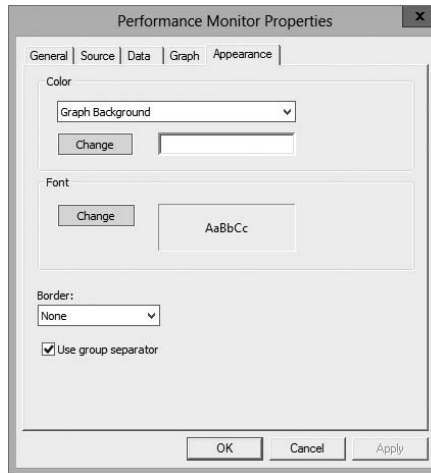 Performance Monitor Properties
x
General Source Data Graph Appearance
Color
Graph Background
Change
Font
Change
AaBbCc
Border:
None
Use group separator
OK Cancel Apply